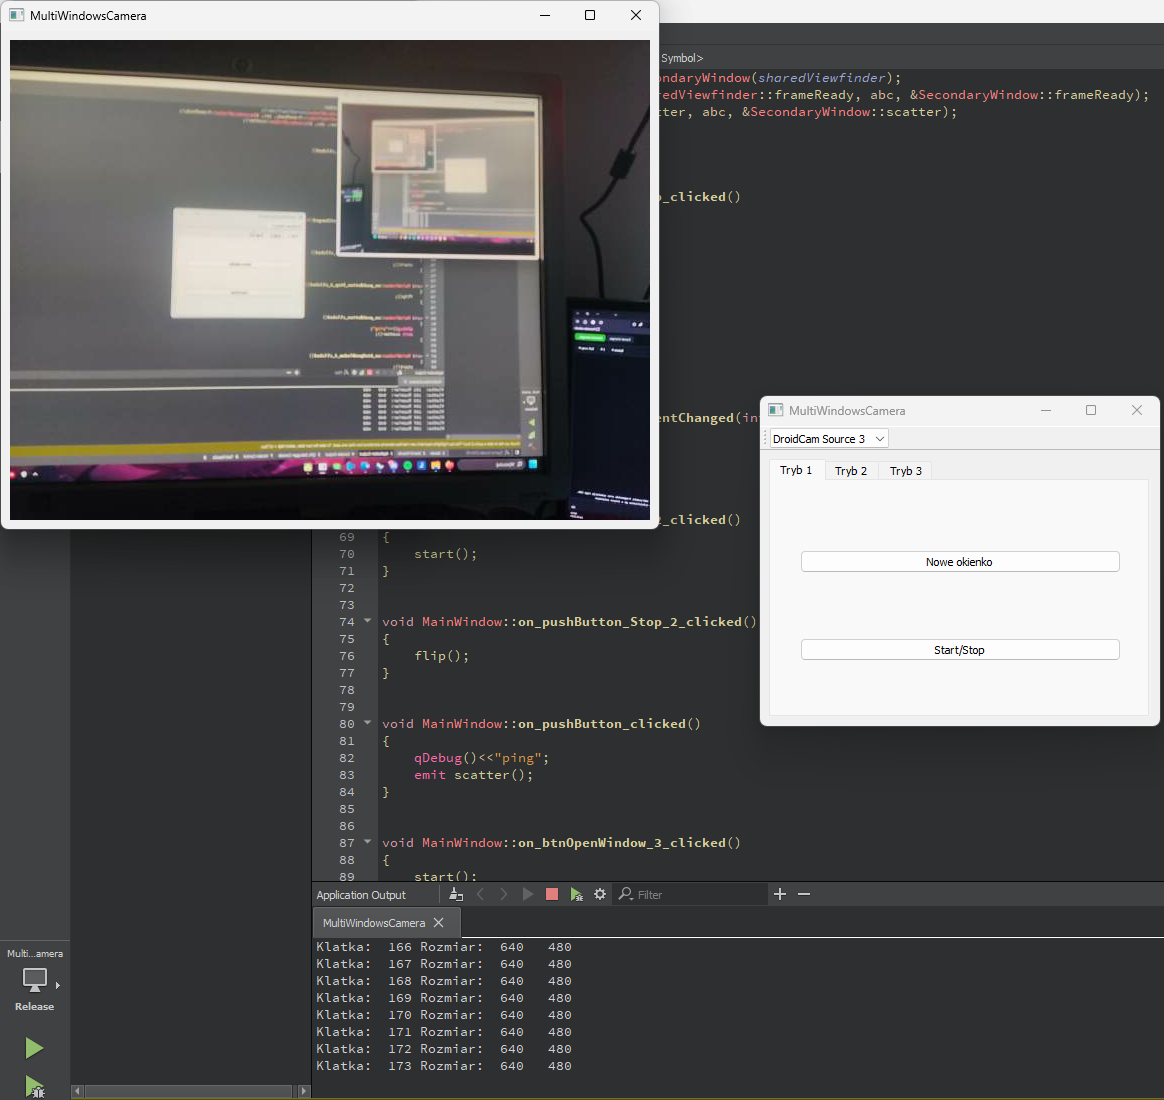 MultiWindowsCamera
Symbol>
ondaryWindow(sharedViewfinder);
redViewfinder::frameReady, abc, &SecondaryWindow::frameReady);
tter, abc, &SecondaryWindow::scatter);
_clicked()
MultiWindowsCamera
entChanged(in
DroidCam Source 3
Tryb 1
Tryb 2
Tryb 3
_clicked()
69 {
70 start();
71 }
Nowe okienko
72
73
74 void MainWindow::on_pushButton_Stop_2_clicked()
75 {
76 flip();
77 }
Start/Stop
78
79
80 void MainWindow::on_pushButton_clicked()
81 {
82 qDebug()<<"ping";
83 emit scatter();
84 }
85
86
87 void MainWindow::on_btnOpenWindow_3_clicked()
88 {
89 start();
Application Output
Filter
MultiWindowsCamera
Klatka: 166 Rozmiar: 640 480
Klatka: 167 Rozmiar: 640 480
Klatka: 168 Rozmiar: 640 480
Klatka: 169 Rozmiar: 640 480
Klatka: 170 Rozmiar: 640 480
Klatka: 171 Rozmiar: 640 480
Klatka: 172 Rozmiar: 640 480
Klatka: 173 Rozmiar: 640 480
Multi...amera
Release